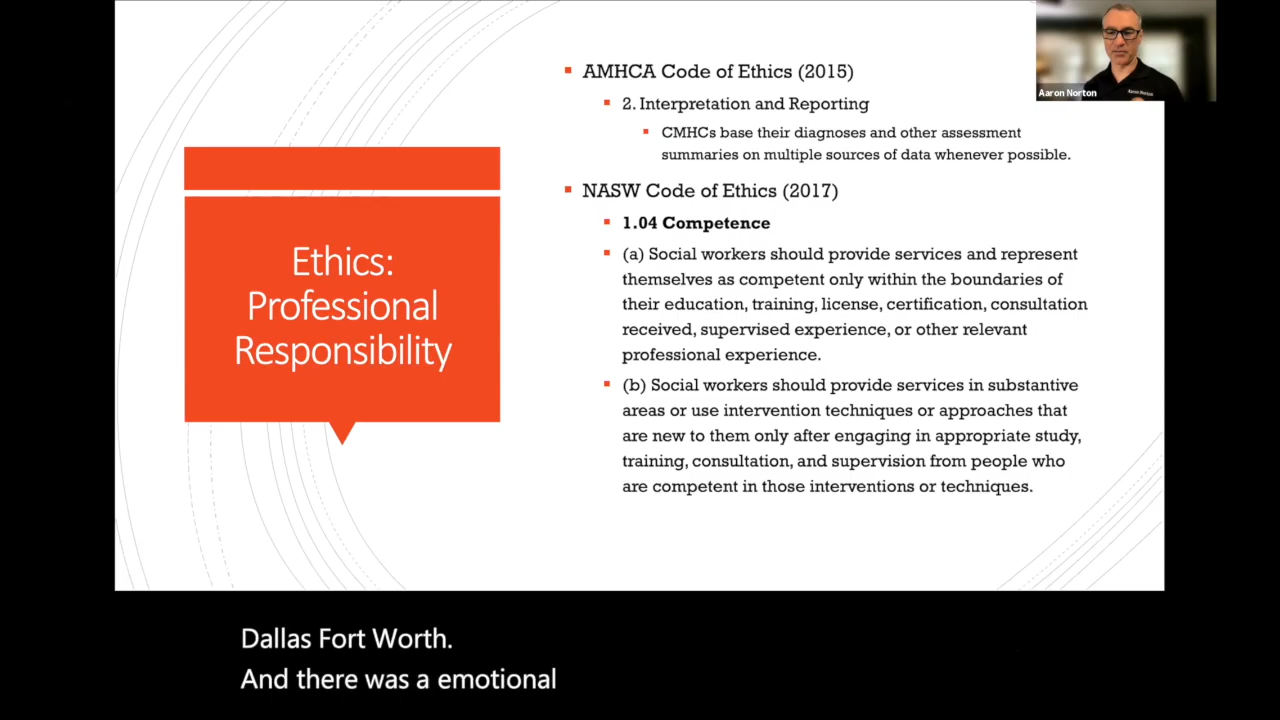 Ethics:
Professional
Responsibility
AMHCA Code of Ethics (2015)
2. Interpretation and Reporting
CMHCs base their diagnoses and other assessment
summaries on multiple sources of data whenever possible.
NASW Code of Ethics (2017)
1.04 Competence
(a) Social workers should provide services and represent
themselves as competent only within the boundaries of
their education, training, license, certification, consultation
received, supervised experience, or other relevant
professional experience.
(b) Social workers should provide services in substantive
areas or use intervention techniques or approaches that
are new to them only after engaging in appropriate study,
training, consultation, and supervision from people who
are competent in those interventions or techniques.
Aaron Norton
Aaron Norton
Dallas Fort Worth.
And there was a emotional